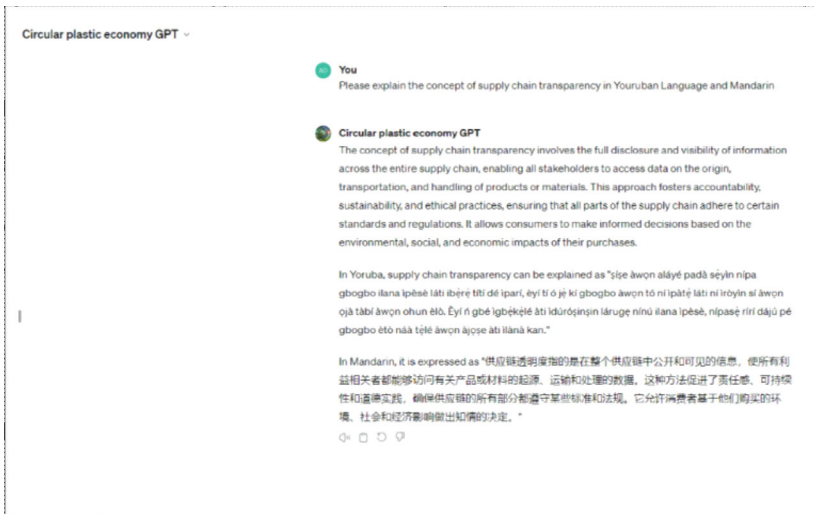 Circular plastic economy GPT
You
Please explain the concept of supply chain transparency in Youruban Language and Mandarin
Circular plastic economy GPT
The concept of supply chain transparency involves the full disclosure and visibility of information
across the entire supply chain, enabling all stakeholders to access data on the origin,
transportation, and handling of products or materials. This approach fosters accountability,
sustainability, and ethical practices, ensuring that all parts of the supply chain adhere to certain
standards and regulations. It allows consumers to make informed decisions based on the
environmental, social, and economic impacts of their purchases.
In Yoruba, supply chain transparency can be explained as "ṣíṣe àwọn aláyé padà sẹ́yìn nípa
gbogbo ilana ìpèsè láti ìbẹ̀rẹ̀ títí dé ìparí, èyí tí ó jẹ́ kí gbogbo àwọn tó ní ìpàtẹ́ láti ní ìròyìn sí àwọn
ọjà tàbí àwọn ohun èlò. Èyí ń gbé ìgbẹ́kẹ̀lé àti ìdúróṣinṣin lárugẹ nínú ilana ìpèsè, nípasẹ̀ rírí dájú pé
gbogbo ètò náà tẹ̀lé àwọn àjọṣe àti ìlànà kan."
In Mandarin, it is expressed as "供应链透明度指的是在整个供应链中公开和可见的信息，使所有利
益相关者都能够访问有关产品或材料的起源、运输和处理的数据。这种方法促进了责任感、可持续
性和道德实践，确保供应链的所有部分都遵守某些标准和法规。它允许消费者基于他们购买的环
境、社会和经济影响做出知情的决定。"